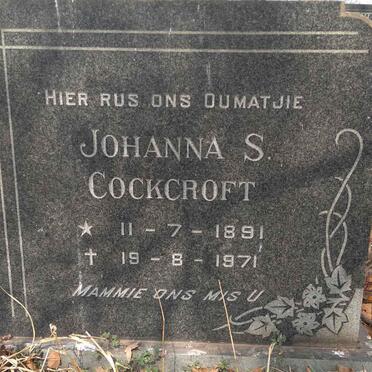 HIER RUS ONS OUMATJIE
JOHANNA S.
COCKCROFT
★ 11 - 7 - 1891
✝ 19 - 8 - 1971
MAMMIE ONS MIS U